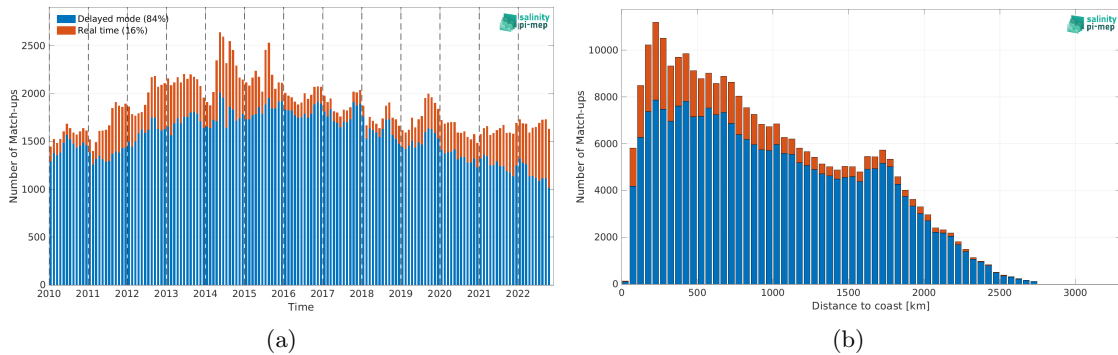 Delayed mode (84%)
Real time (16%)
salinity
pi-mep
Number of Match-ups
2500
2000
1500
1000
500
0
2010 2011 2012 2013 2014 2015 2016 2017 2018 2019 2020 2021 2022
Time
(a)
salinity
pi-mep
Number of Match-ups
10000
8000
6000
4000
2000
0
0 500 1000 1500 2000 2500 3000
Distance to coast [km]
(b)